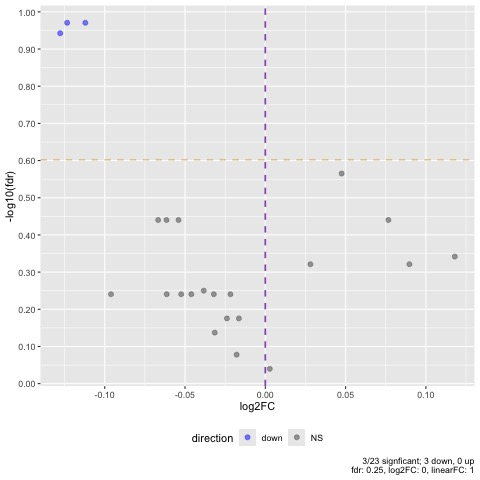 1.00
0.90
0.80
0.70
0.60
0.50
0.40
0.30
0.20
0.10
0.00
-log10(fdr)
-0.10 -0.05 0.00 0.05 0.10
log2FC
direction down NS
3/23 signficant; 3 down, 0 up
fdr: 0.25, log2FC: 0, linearFC: 1